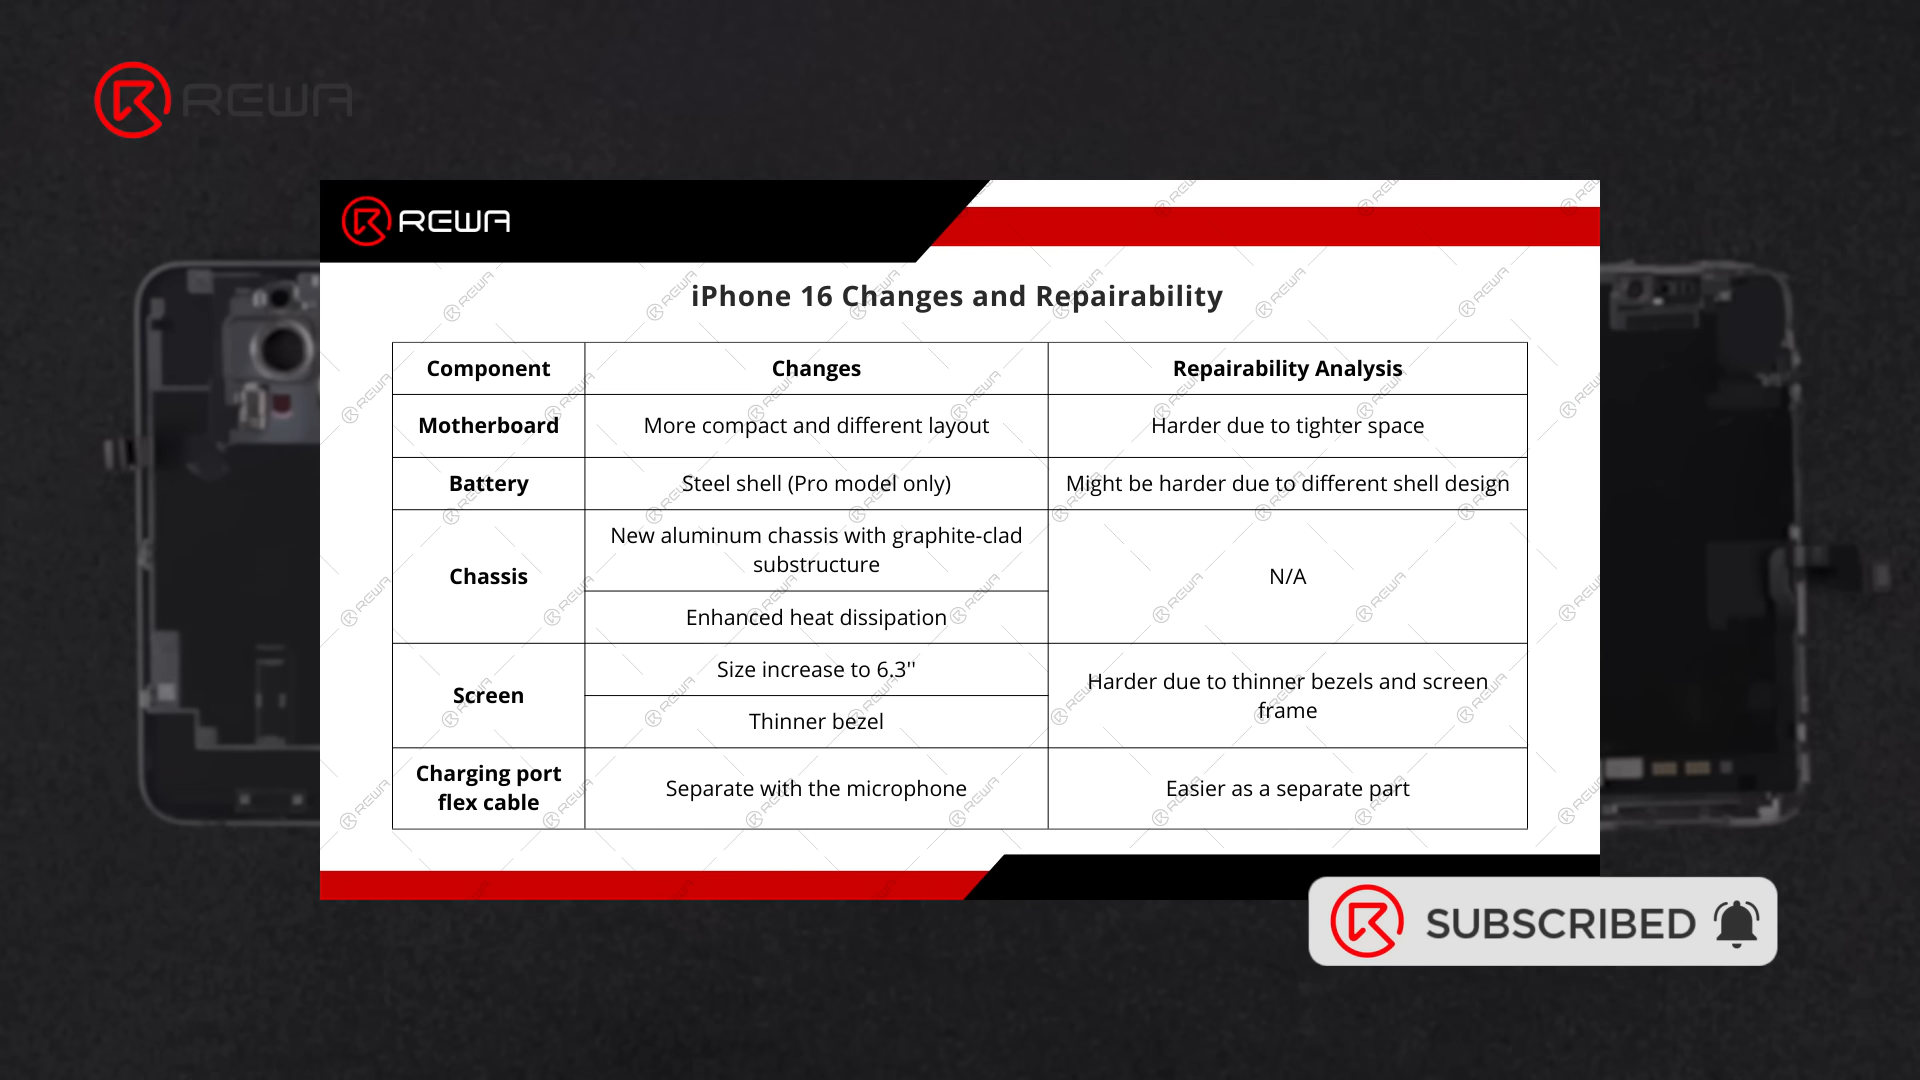 REWA
REWA
iPhone 16 Changes and Repairability
Component Changes Repairability Analysis
Motherboard More compact and different layout Harder due to tighter space
Battery Steel shell (Pro model only) Might be harder due to different shell design
Chassis
New aluminum chassis with graphite-clad
substructure
Enhanced heat dissipation
N/A
Screen
Size increase to 6.3''
Thinner bezel
Harder due to thinner bezels and screen
frame
Charging port
flex cable
Separate with the microphone
Easier as a separate part
SUBSCRIBED